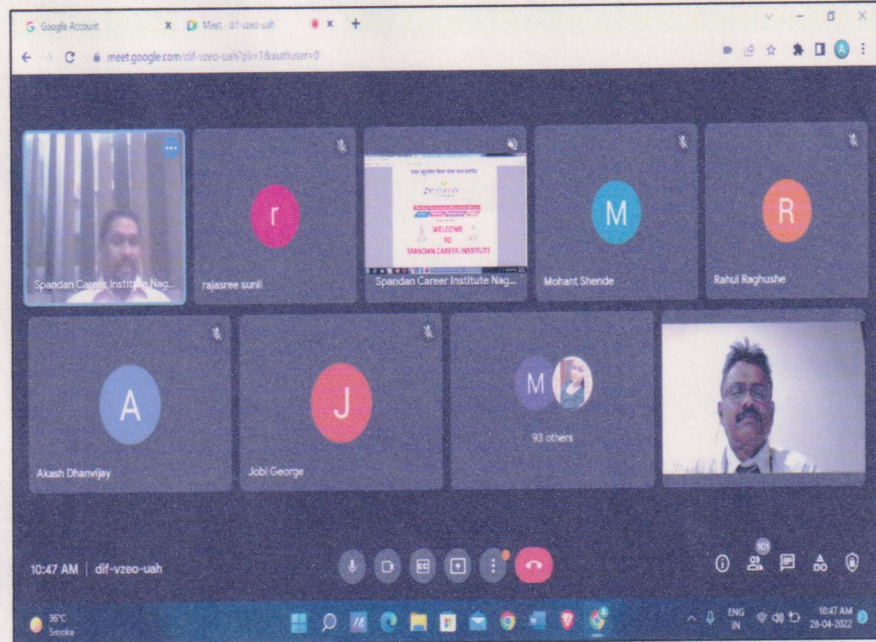 Google Account
Meet - dif-vzeo-uah
meet.google.com/dif-vzeo-uah?pli=1&authuser=0
A
Spandan Career Institute Nag...
r
rajasree sunil
SPANDAN
WELCOME
TO
SPANDAN CAREER INSTITUTE
Spandan Career Institute Nag...
M
Mohant Shende
R
Rahul Raghushe
A
Akash Dhanvijay
J
Jobi George
M
93 others
10:47 AM | dif-vzeo-uah
CC
101
36°C
Smoke
ENG
IN
10:47 AM
28-04-2022